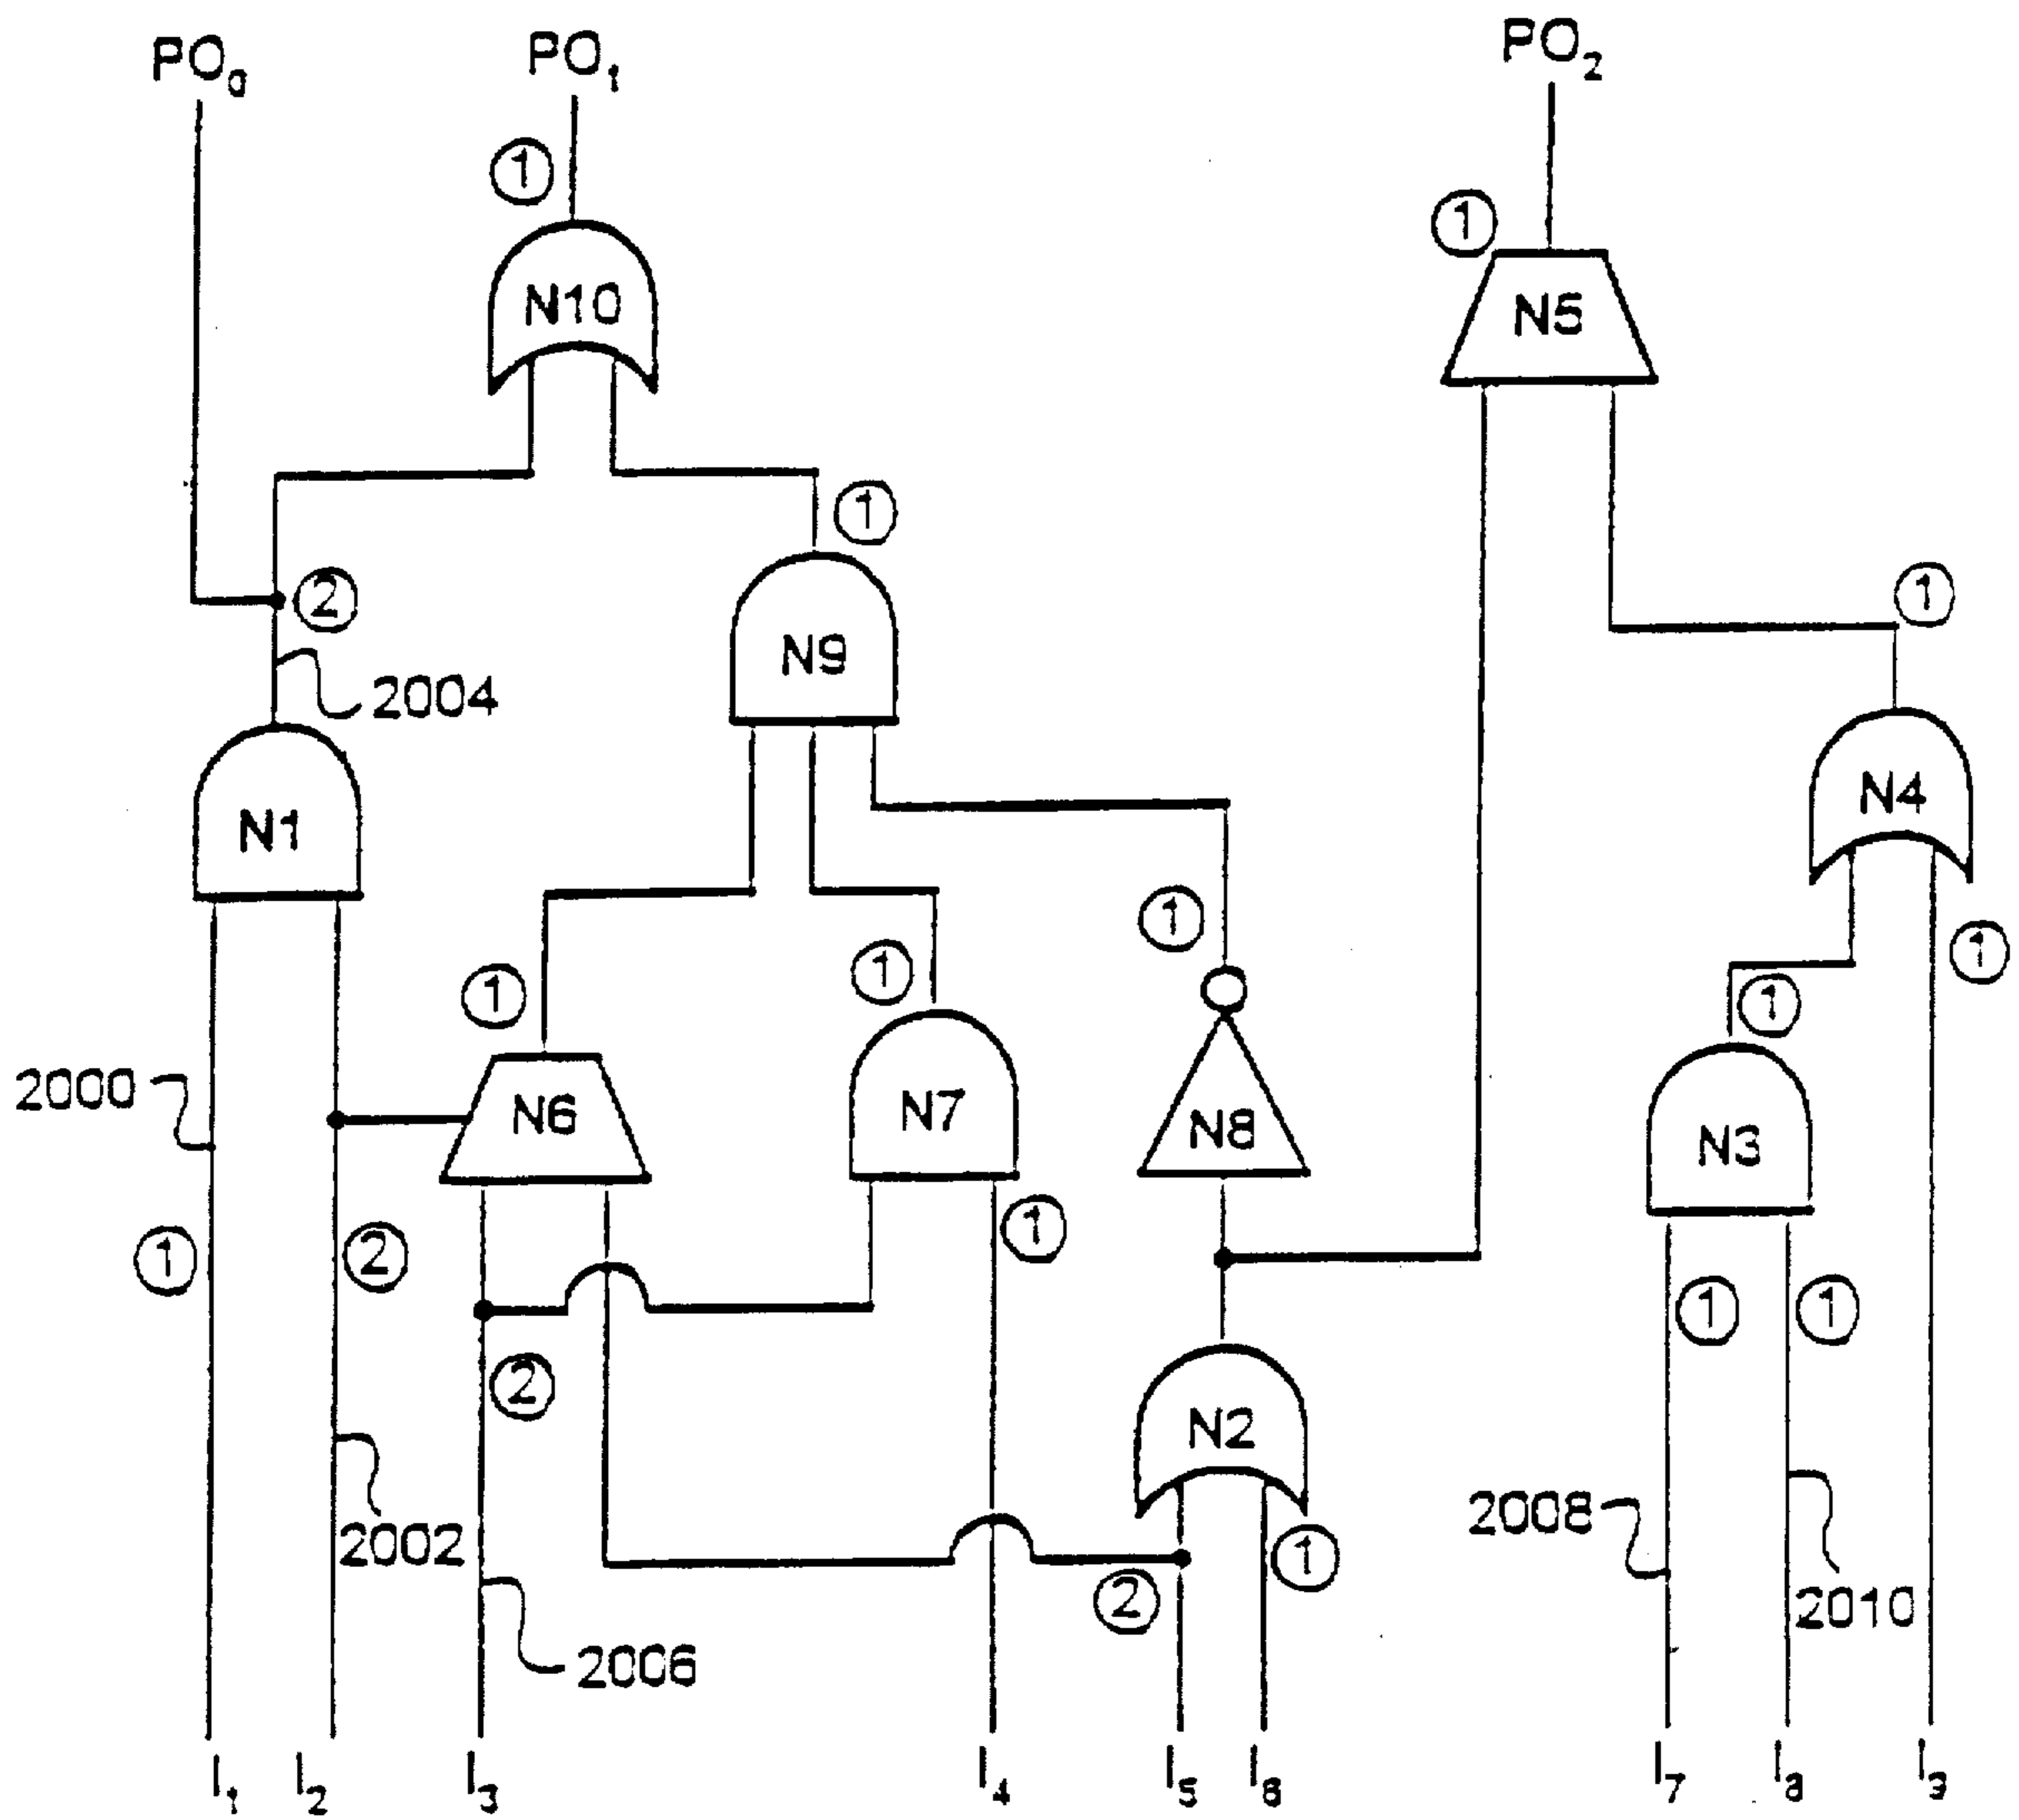 PO₀ PO₁ PO₂
①
①
N10 N5
①
② ①
N9
2004
N4
N1
① ①
① ① ①
2000 N6 N7 N8 N3
① ② ①
① ①
②
N2
2002 2008
① ②
2006 2010
I₁ I₂ I₃ I₄ I₅ I₆ I₇ I₈ I₉